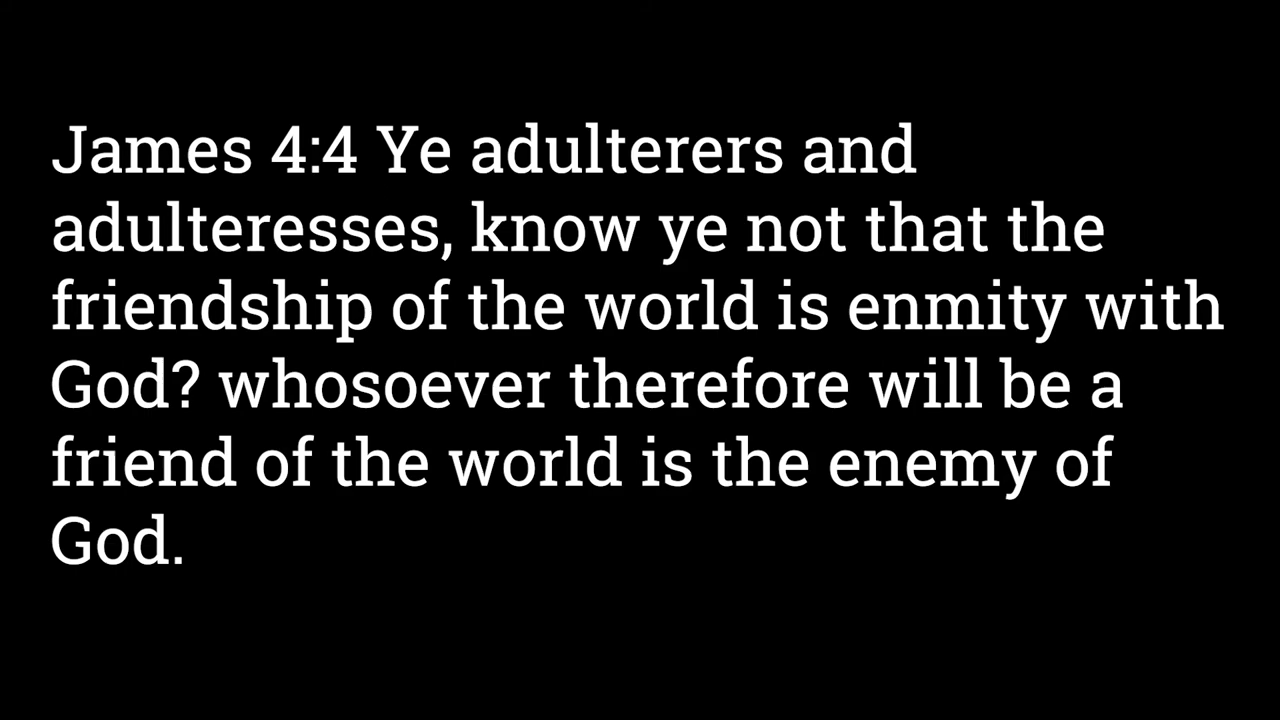 James 4:4 Ye adulterers and
adulteresses, know ye not that the
friendship of the world is enmity with
God? whosoever therefore will be a
friend of the world is the enemy of
God.